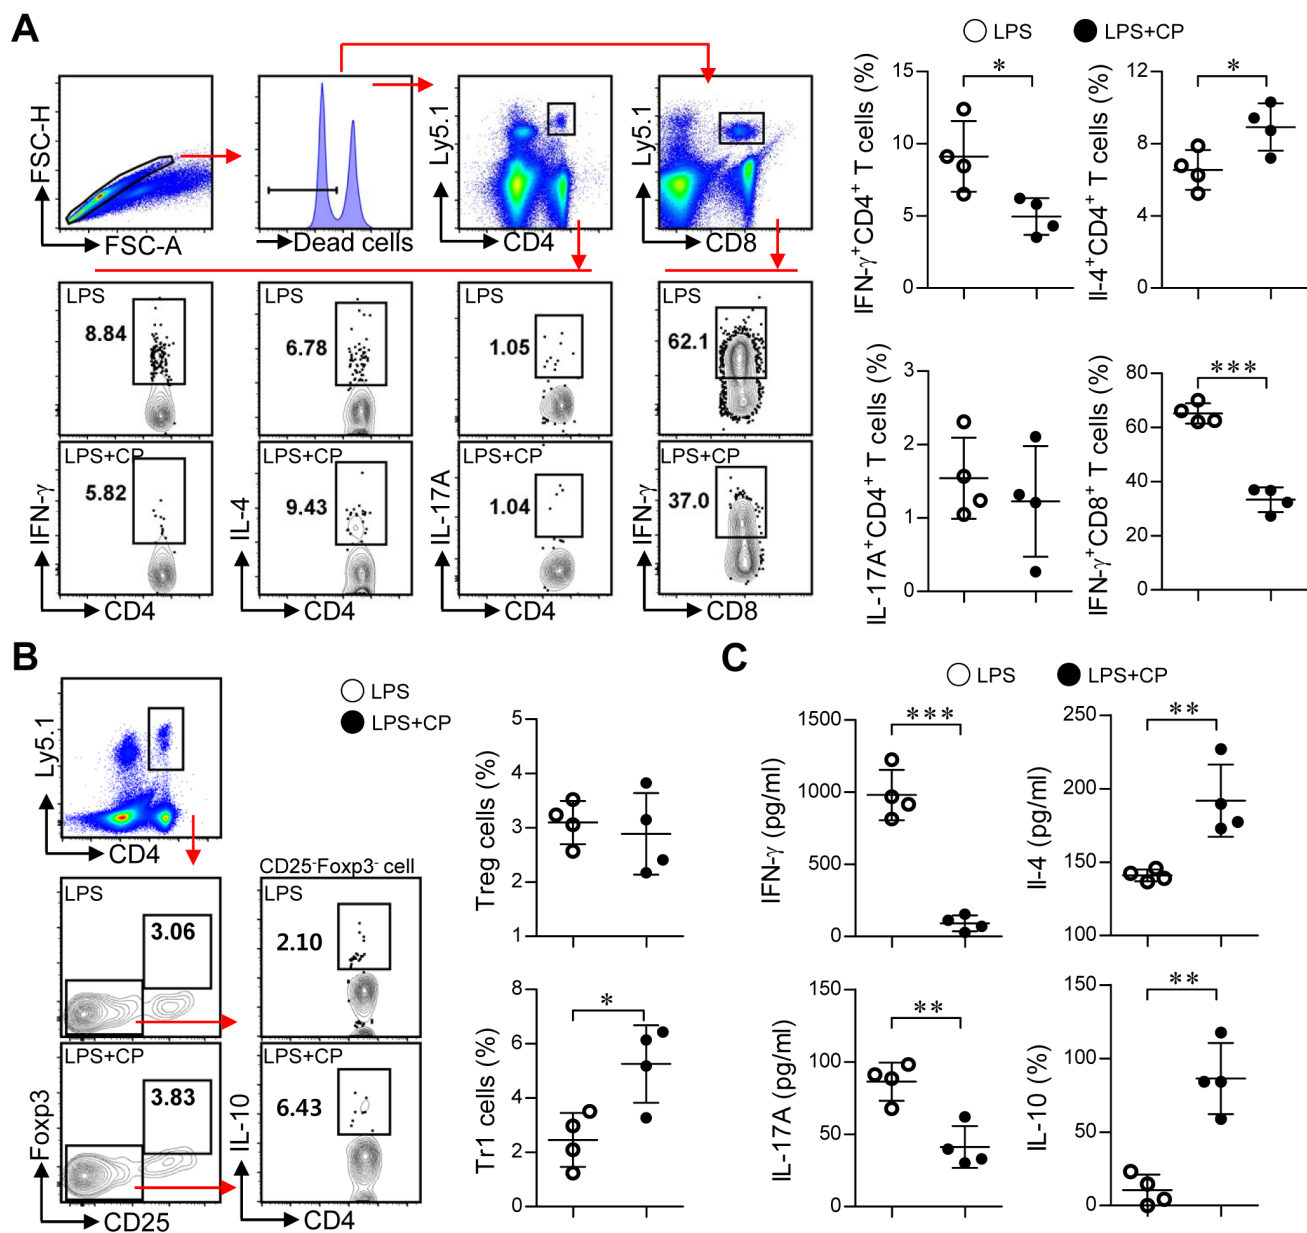 A
LPS LPS+CP
FSC-H
FSC-A
Dead cells
Ly5.1
CD4
Ly5.1
CD8
LPS
8.84
LPS
6.78
LPS
1.05
LPS
62.1
LPS+CP
5.82
LPS+CP
9.43
LPS+CP
1.04
LPS+CP
37.0
IFN-γ
CD4
IL-4
CD4
IL-17A
CD4
IFN-γ
CD8
IFN-γ⁺CD4⁺ T cells (%)
15
10
5
0
*
Il-4⁺CD4⁺ T cells (%)
12
8
4
0
*
IL-17A⁺CD4⁺ T cells (%)
3
2
1
0
IFN-γ⁺CD8⁺ T cells (%)
80
60
40
20
0
***
B
Ly5.1
CD4
LPS
LPS+CP
LPS
3.06
CD25⁻Foxp3⁻ cell
LPS
2.10
LPS+CP
3.83
LPS+CP
6.43
Foxp3
CD25
IL-10
CD4
Treg cells (%)
5
4
3
2
1
Tr1 cells (%)
8
6
4
2
0
*
C
LPS LPS+CP
IFN-γ (pg/ml)
1500
1000
500
0
***
Il-4 (pg/ml)
250
200
150
100
**
IL-17A (pg/ml)
150
100
50
0
**
IL-10 (%)
150
100
50
0
**